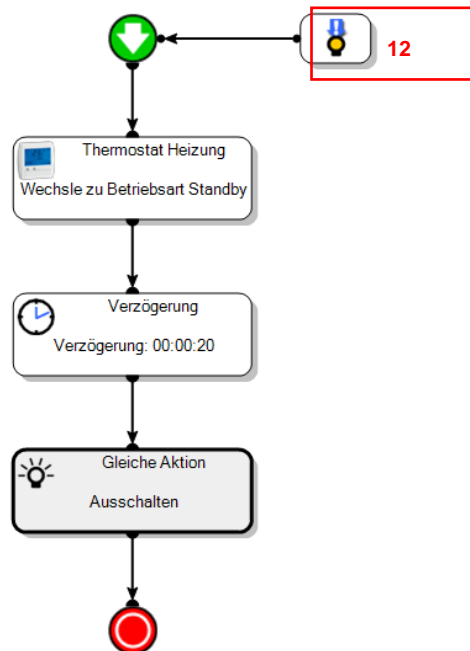 12
Thermostat Heizung
Wechsle zu Betriebsart Standby
Verzögerung
Verzögerung: 00:00:20
Gleiche Aktion
Ausschalten